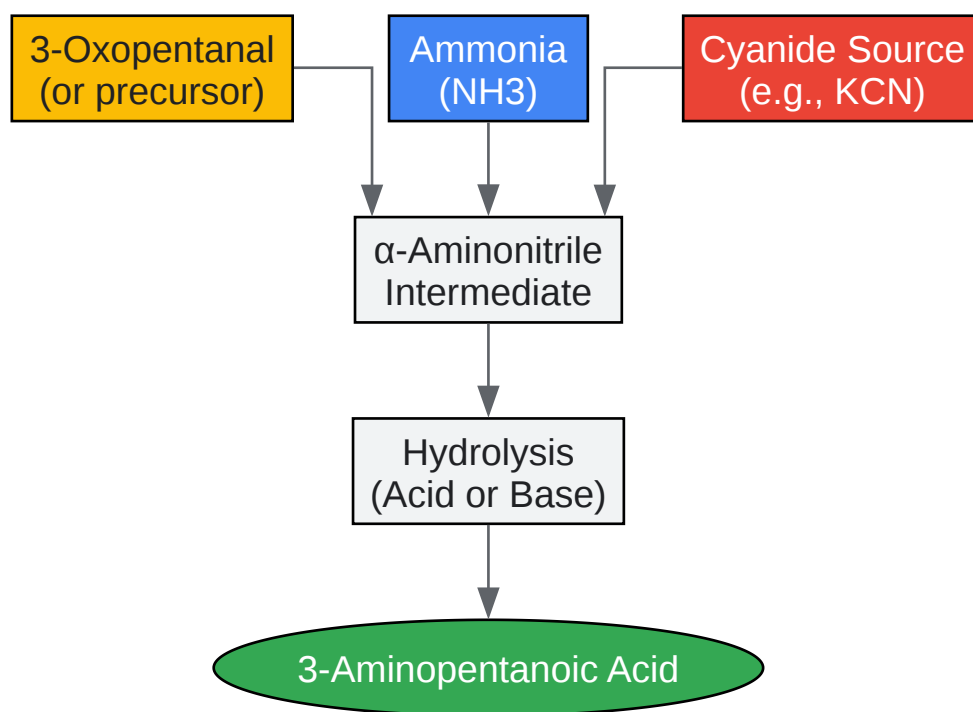 3-Oxopentanal
(or precursor)
Ammonia
(NH3)
Cyanide Source
(e.g., KCN)
α-Aminonitrile
Intermediate
Hydrolysis
(Acid or Base)
3-Aminopentanoic Acid